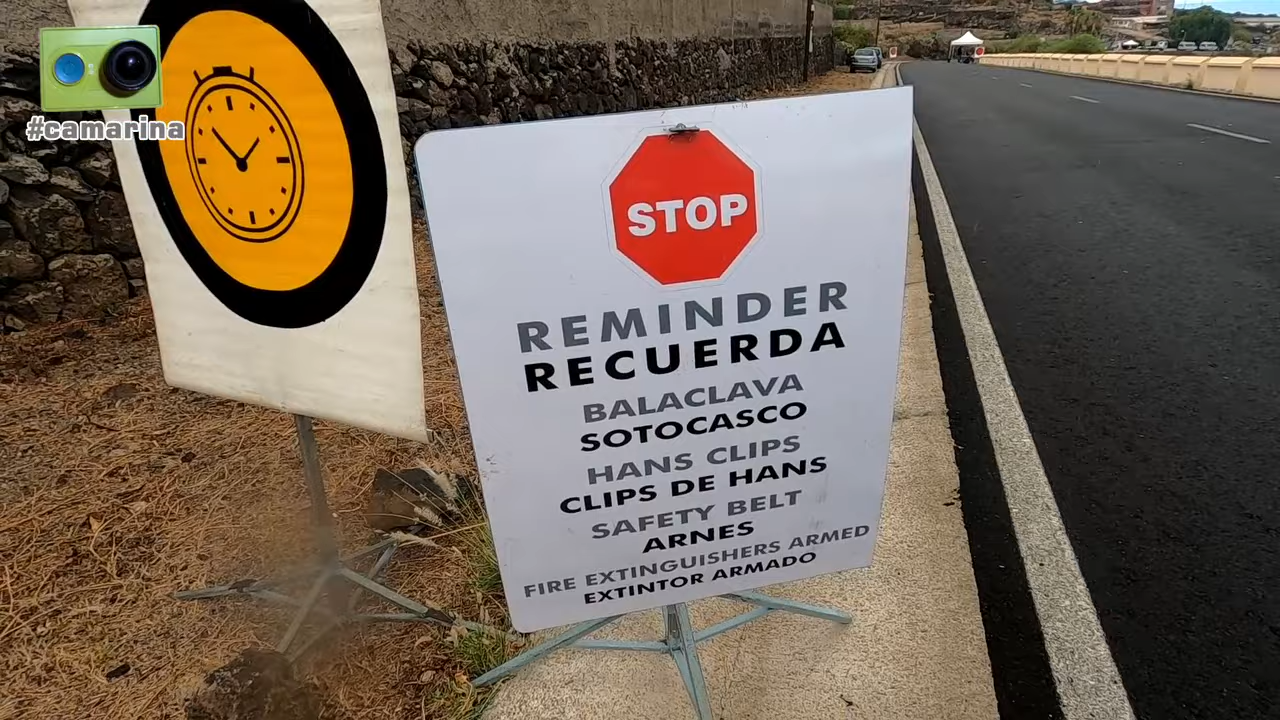 #camarina
STOP
REMINDER
RECUERDA
BALACLAVA
SOTOCASCO
HANS CLIPS
CLIPS DE HANS
SAFETY BELT
ARNES
FIRE EXTINGUISHERS ARMED
EXTINTOR ARMADO